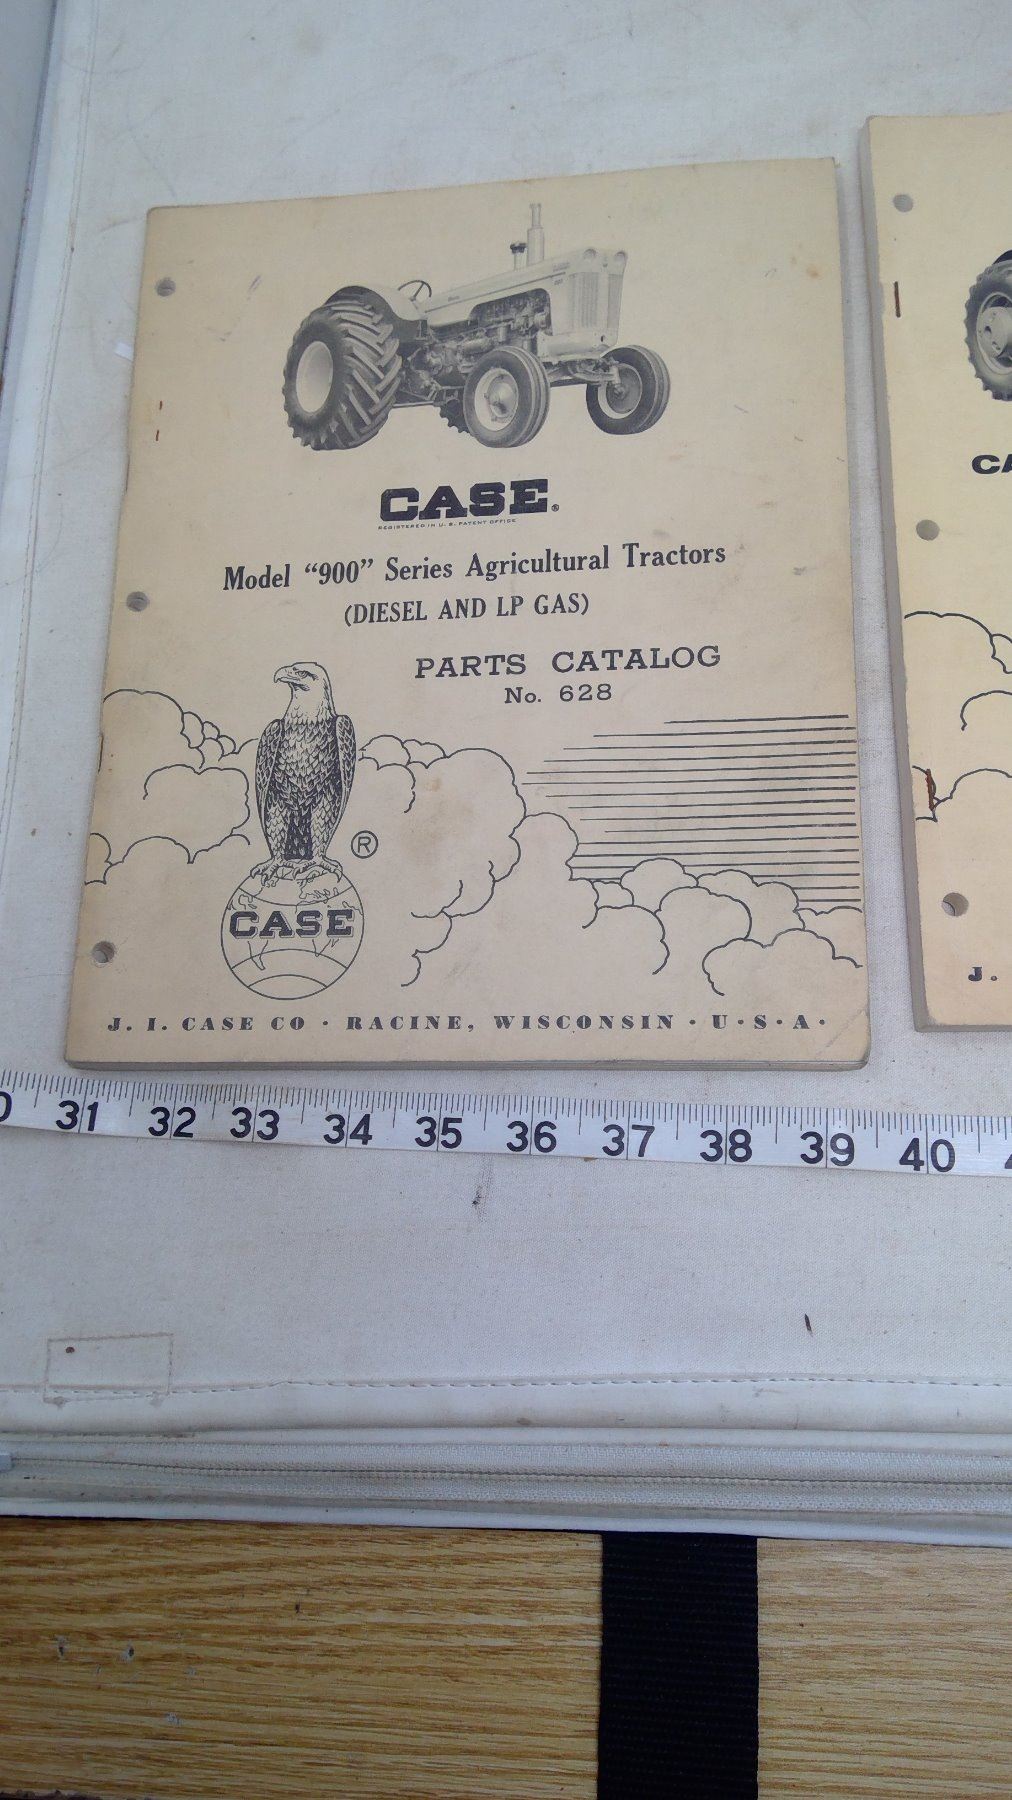 CASE®
REGISTERED IN U. S. PATENT OFFICE
Model “900” Series Agricultural Tractors
(DIESEL AND LP GAS)
PARTS CATALOG
No. 628
®
CASE
J. I. CASE CO · RACINE, WISCONSIN · U·S·A·
CA
J.
31 32 33 34 35 36 37 38 39 40